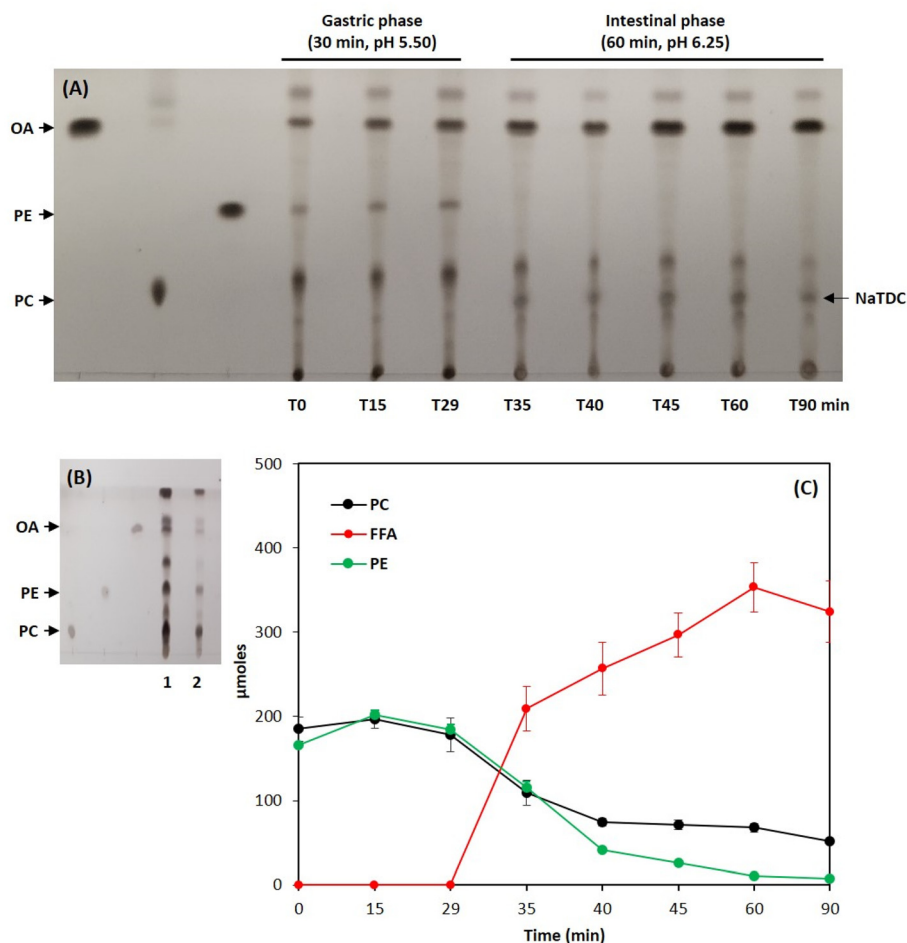 Gastric phase
(30 min, pH 5.50)
Intestinal phase
(60 min, pH 6.25)
(A)
OA
PE
PC
NaTDC
T0 T15 T29 T35 T40 T45 T60 T90 min
(B)
OA
PE
PC
1 2
(C)
PC
FFA
PE
500
400
300
200
100
0
µmoles
0 15 29 35 40 45 60 90
Time (min)